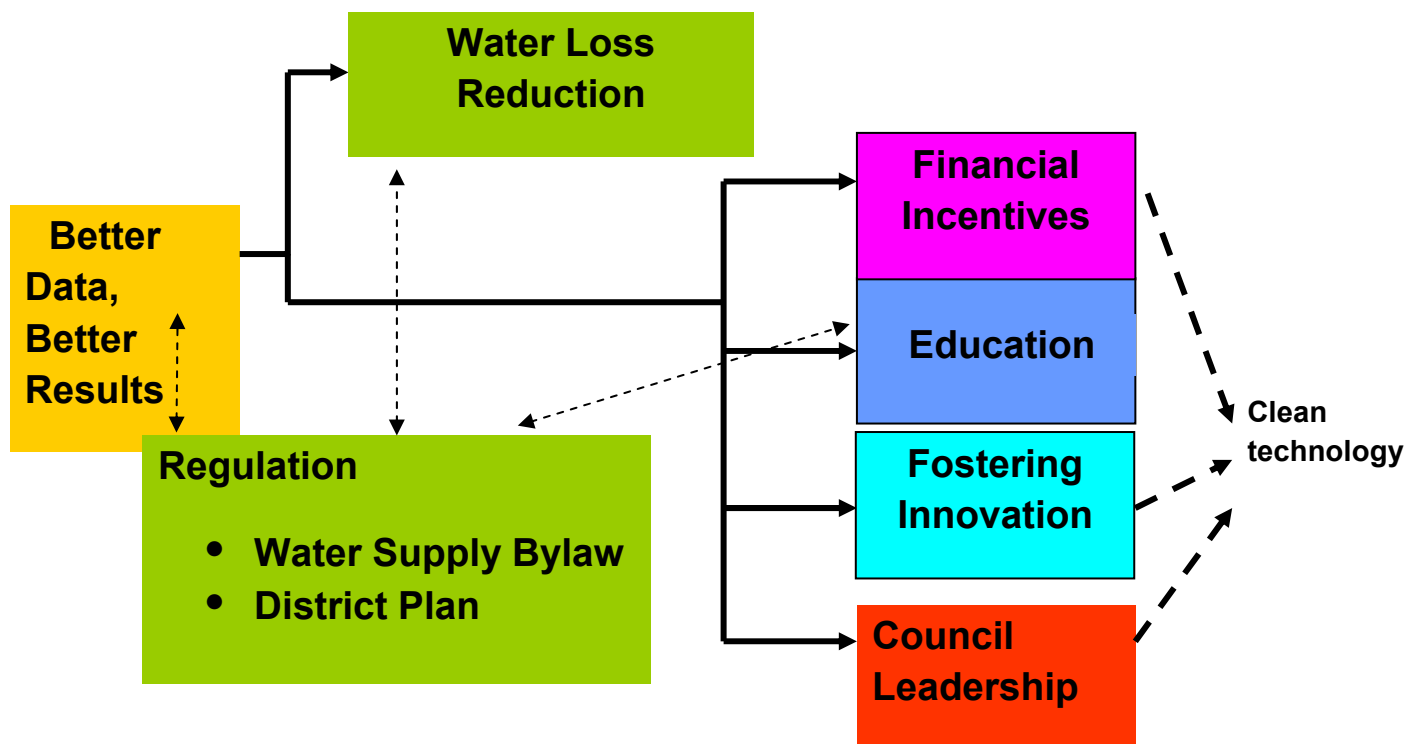 Water Loss
Reduction
Better
Data,
Better
Results
Regulation
• Water Supply Bylaw
• District Plan
Financial
Incentives
Education
Fostering
Innovation
Council
Leadership
Clean
technology